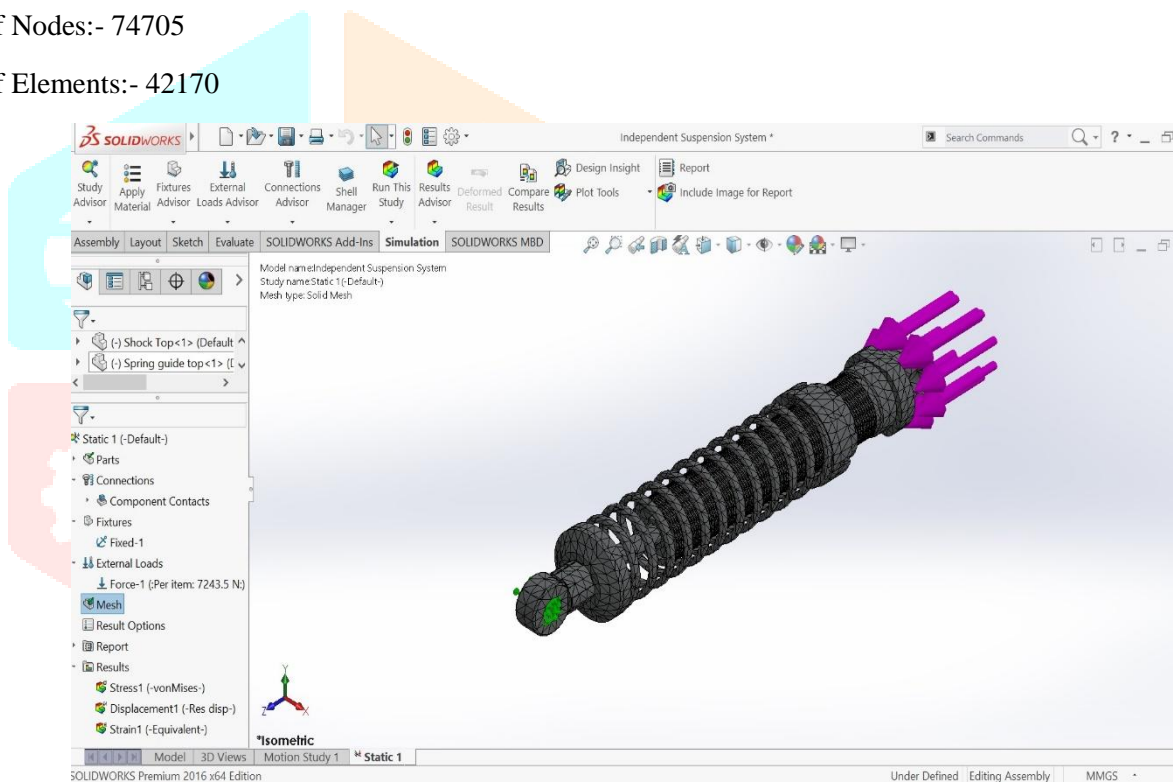 f Nodes:- 74705
f Elements:- 42170
SOLIDWORKS
Independent Suspension System *
Search Commands
Study Advisor
Apply Material
Fixtures Advisor
External Loads Advisor
Connections Advisor
Shell Manager
Run This Study
Results Advisor
Deformed Result
Compare Results
Design Insight
Plot Tools
Report
Include Image for Report
Assembly Layout Sketch Evaluate SOLIDWORKS Add-Ins Simulation SOLIDWORKS MBD
Model name:Independent Suspension System
Study name:Static 1(-Default-)
Mesh type: Solid Mesh
(-) Shock Top<1> (Default
(-) Spring guide top<1> (D
Static 1 (-Default-)
Parts
Connections
Component Contacts
Fixtures
Fixed-1
External Loads
Force-1 (:Per item: 7243.5 N:)
Mesh
Result Options
Report
Results
Stress1 (-vonMises-)
Displacement1 (-Res disp-)
Strain1 (-Equivalent-)
Y
Z X
*Isometric
Model 3D Views Motion Study 1 Static 1
SOLIDWORKS Premium 2016 x64 Edition
Under Defined Editing Assembly MMGS